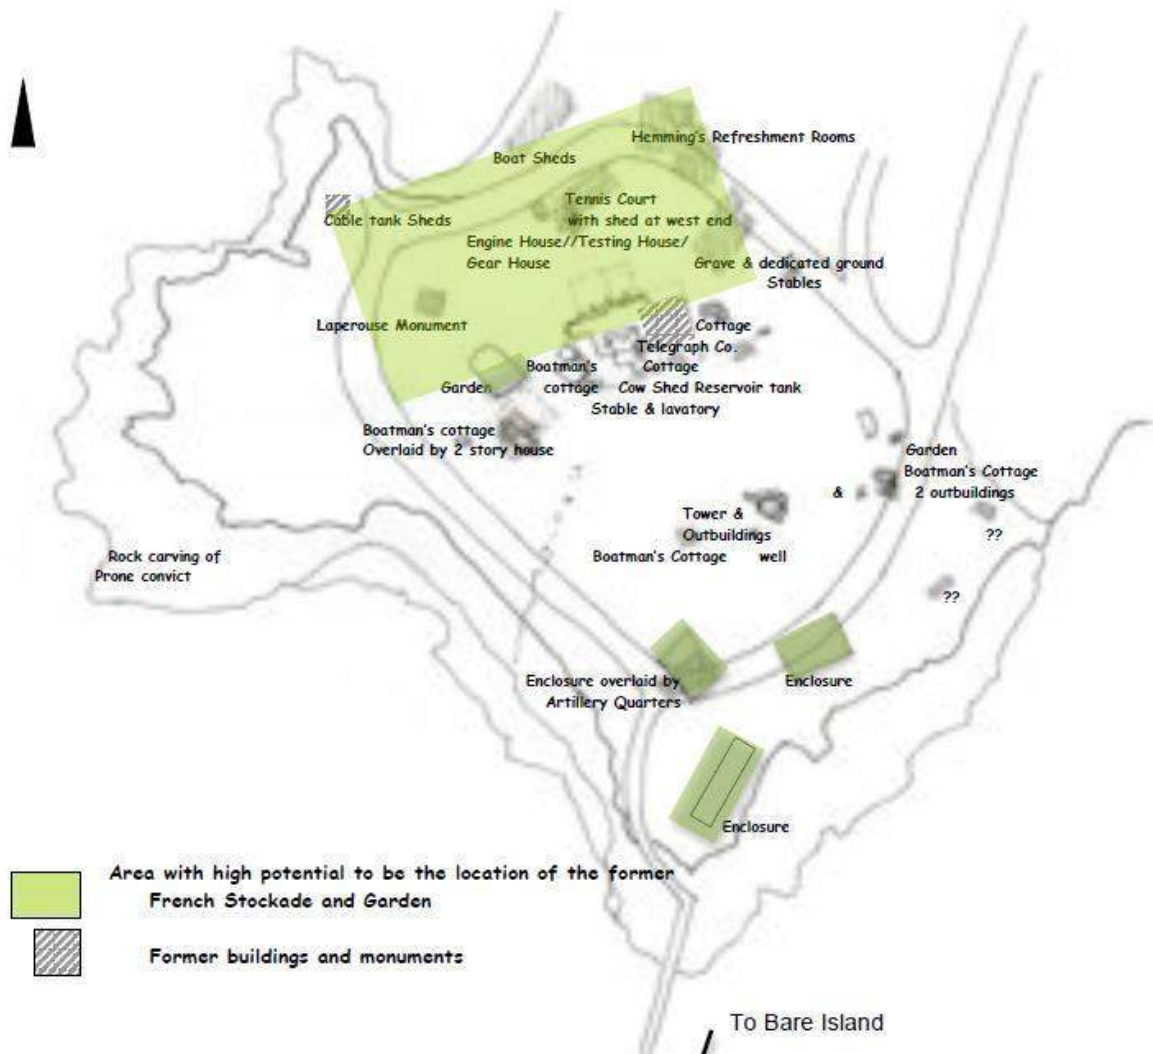 Hemming's Refreshment Rooms
Boat Sheds
Tennis Court
with shed at west end
Cable tank Sheds
Engine House//Testing House/
Gear House
Grave & dedicated ground
Stables
Laperouse Monument
Cottage
Telegraph Co.
Cottage
Boatman's
cottage
Cow Shed Reservoir tank
Stable & lavatory
Garden
Boatman's cottage
Overlaid by 2 story house
Garden
Boatman's Cottage
& 2 outbuildings
Tower &
Outbuildings
Boatman's Cottage well
??
??
Rock carving of
Prone convict
Enclosure overlaid by
Artillery Quarters
Enclosure
Enclosure
Area with high potential to be the location of the former
French Stockade and Garden
Former buildings and monuments
To Bare Island